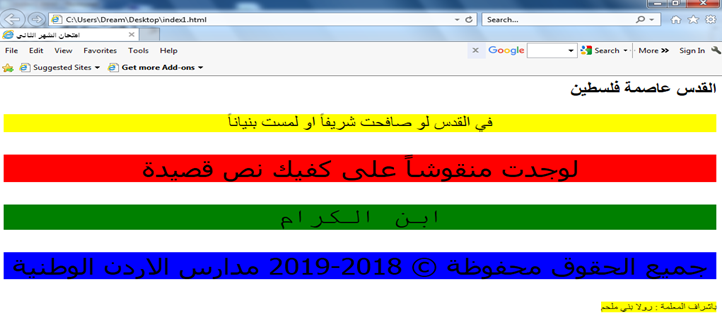 C:\Users\Dream\Desktop\index1.html
Search...
امتحان الشهر الثاني
File Edit View Favorites Tools Help
Google Search More » Sign In
Suggested Sites Get more Add-ons
القدس عاصمة فلسطين
في القدس لو صافحت شريفاً او لمست بنياناً
لوجدت منقوشاً على كفيك نص قصيدة
ابن الكرام
جميع الحقوق محفوظة © 2018-2019 مدارس الاردن الوطنية
باشراف المعلمة : رولا بني ملحم